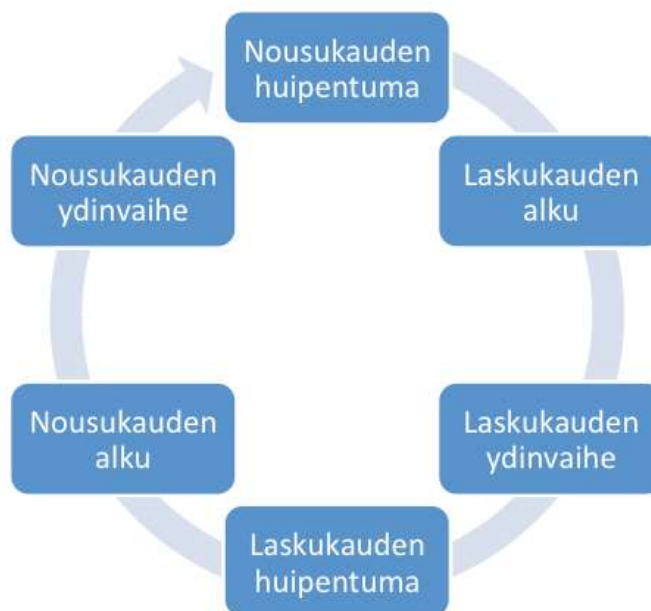 Nousukauden
huipentuma
Laskukauden
alku
Laskukauden
ydinvaihe
Laskukauden
huipentuma
Nousukauden
alku
Nousukauden
ydinvaihe